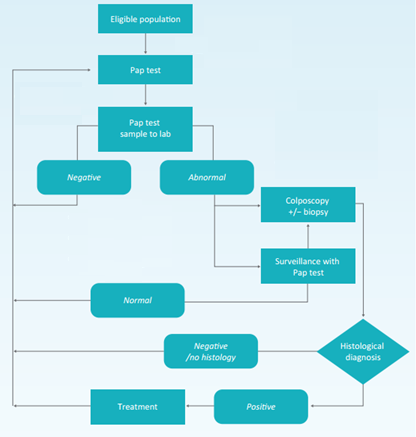 Eligible population
Pap test
Pap test
sample to lab
Negative
Abnormal
Colposcopy
+/− biopsy
Surveillance with
Pap test
Normal
Negative
/no histology
Histological
diagnosis
Treatment
Positive